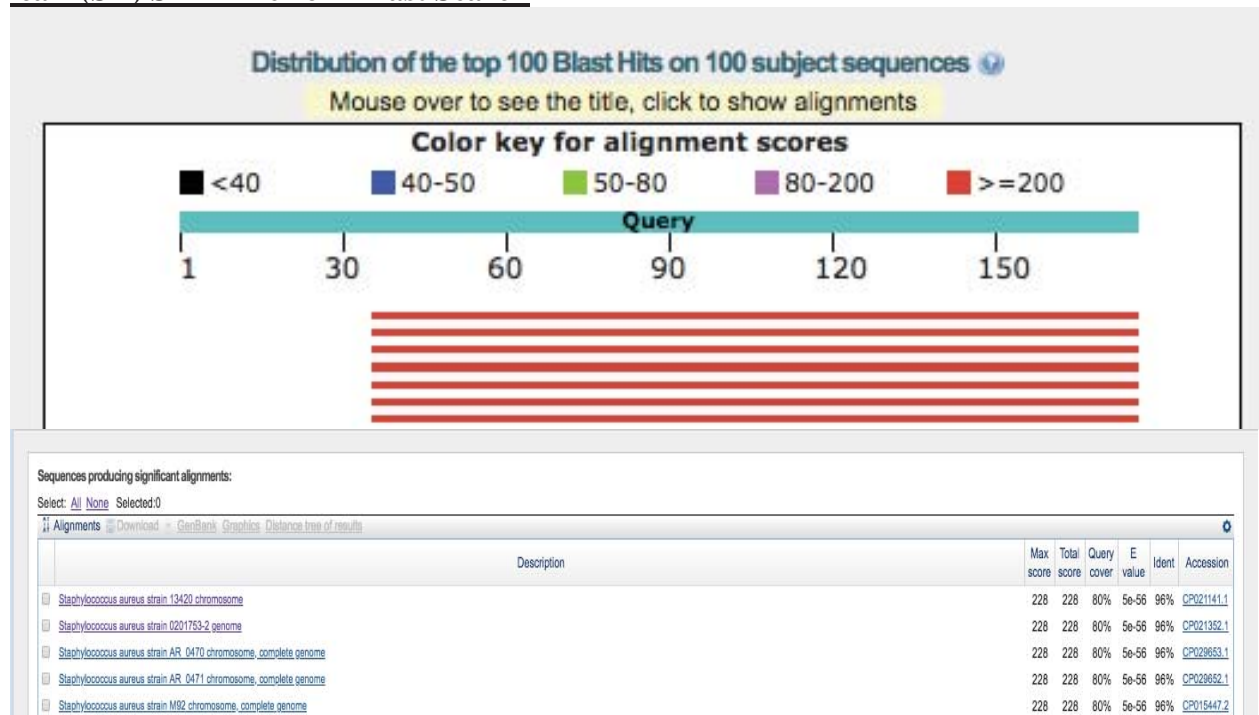 Distribution of the top 100 Blast Hits on 100 subject sequences
Mouse over to see the title, click to show alignments
Color key for alignment scores
<40 40-50 50-80 80-200 >=200
Query
1 30 60 90 120 150
Sequences producing significant alignments:
Select: All None Selected:0
Alignments Download GenBank Graphics Distance tree of results
Description Max score Total score Query cover E value Ident Accession
Staphylococcus aureus strain 13420 chromosome 228 228 80% 5e-56 96% CP021141.1
Staphylococcus aureus strain 0201753-2 genome 228 228 80% 5e-56 96% CP021352.1
Staphylococcus aureus strain AR_0470 chromosome, complete genome 228 228 80% 5e-56 96% CP029653.1
Staphylococcus aureus strain AR_0471 chromosome, complete genome 228 228 80% 5e-56 96% CP029652.1
Staphylococcus aureus strain M92 chromosome, complete genome 228 228 80% 5e-56 96% CP015447.2